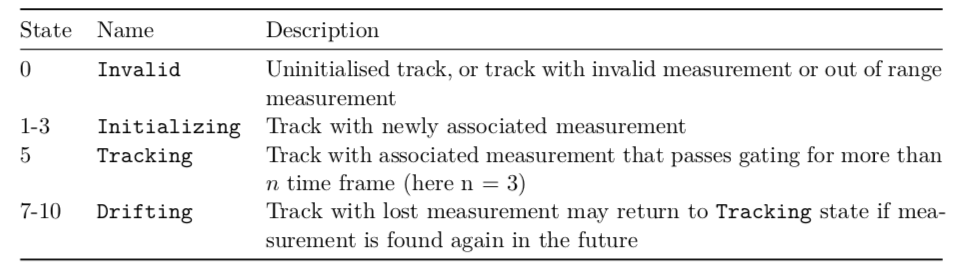 State Name Description
0 Invalid Uninitialised track, or track with invalid measurement or out of range
measurement
1-3 Initializing Track with newly associated measurement
5 Tracking Track with associated measurement that passes gating for more than
n time frame (here n = 3)
7-10 Drifting Track with lost measurement may return to Tracking state if mea-
surement is found again in the future